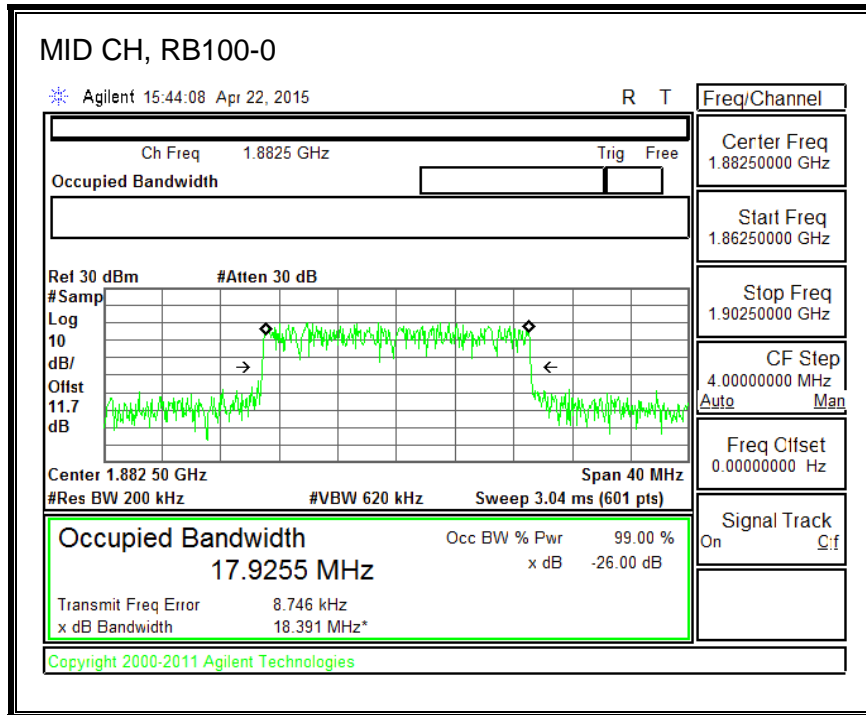 MID CH, RB100-0
Agilent 15:44:08 Apr 22, 2015 R T
Freq/Channel
Ch Freq 1.8825 GHz Trig Free
Occupied Bandwidth
Center Freq
1.88250000 GHz
Start Freq
1.86250000 GHz
Stop Freq
1.90250000 GHz
CF Step
4.00000000 MHz
Auto Man
Freq Offset
0.00000000 Hz
Signal Track
On Off
Ref 30 dBm #Atten 30 dB
#Samp
Log
10
dB/
Offst
11.7
dB
Center 1.882 50 GHz Span 40 MHz
#Res BW 200 kHz #VBW 620 kHz Sweep 3.04 ms (601 pts)
Occupied Bandwidth
17.9255 MHz
Occ BW % Pwr 99.00 %
x dB -26.00 dB
Transmit Freq Error 8.746 kHz
x dB Bandwidth 18.391 MHz*
Copyright 2000-2011 Agilent Technologies